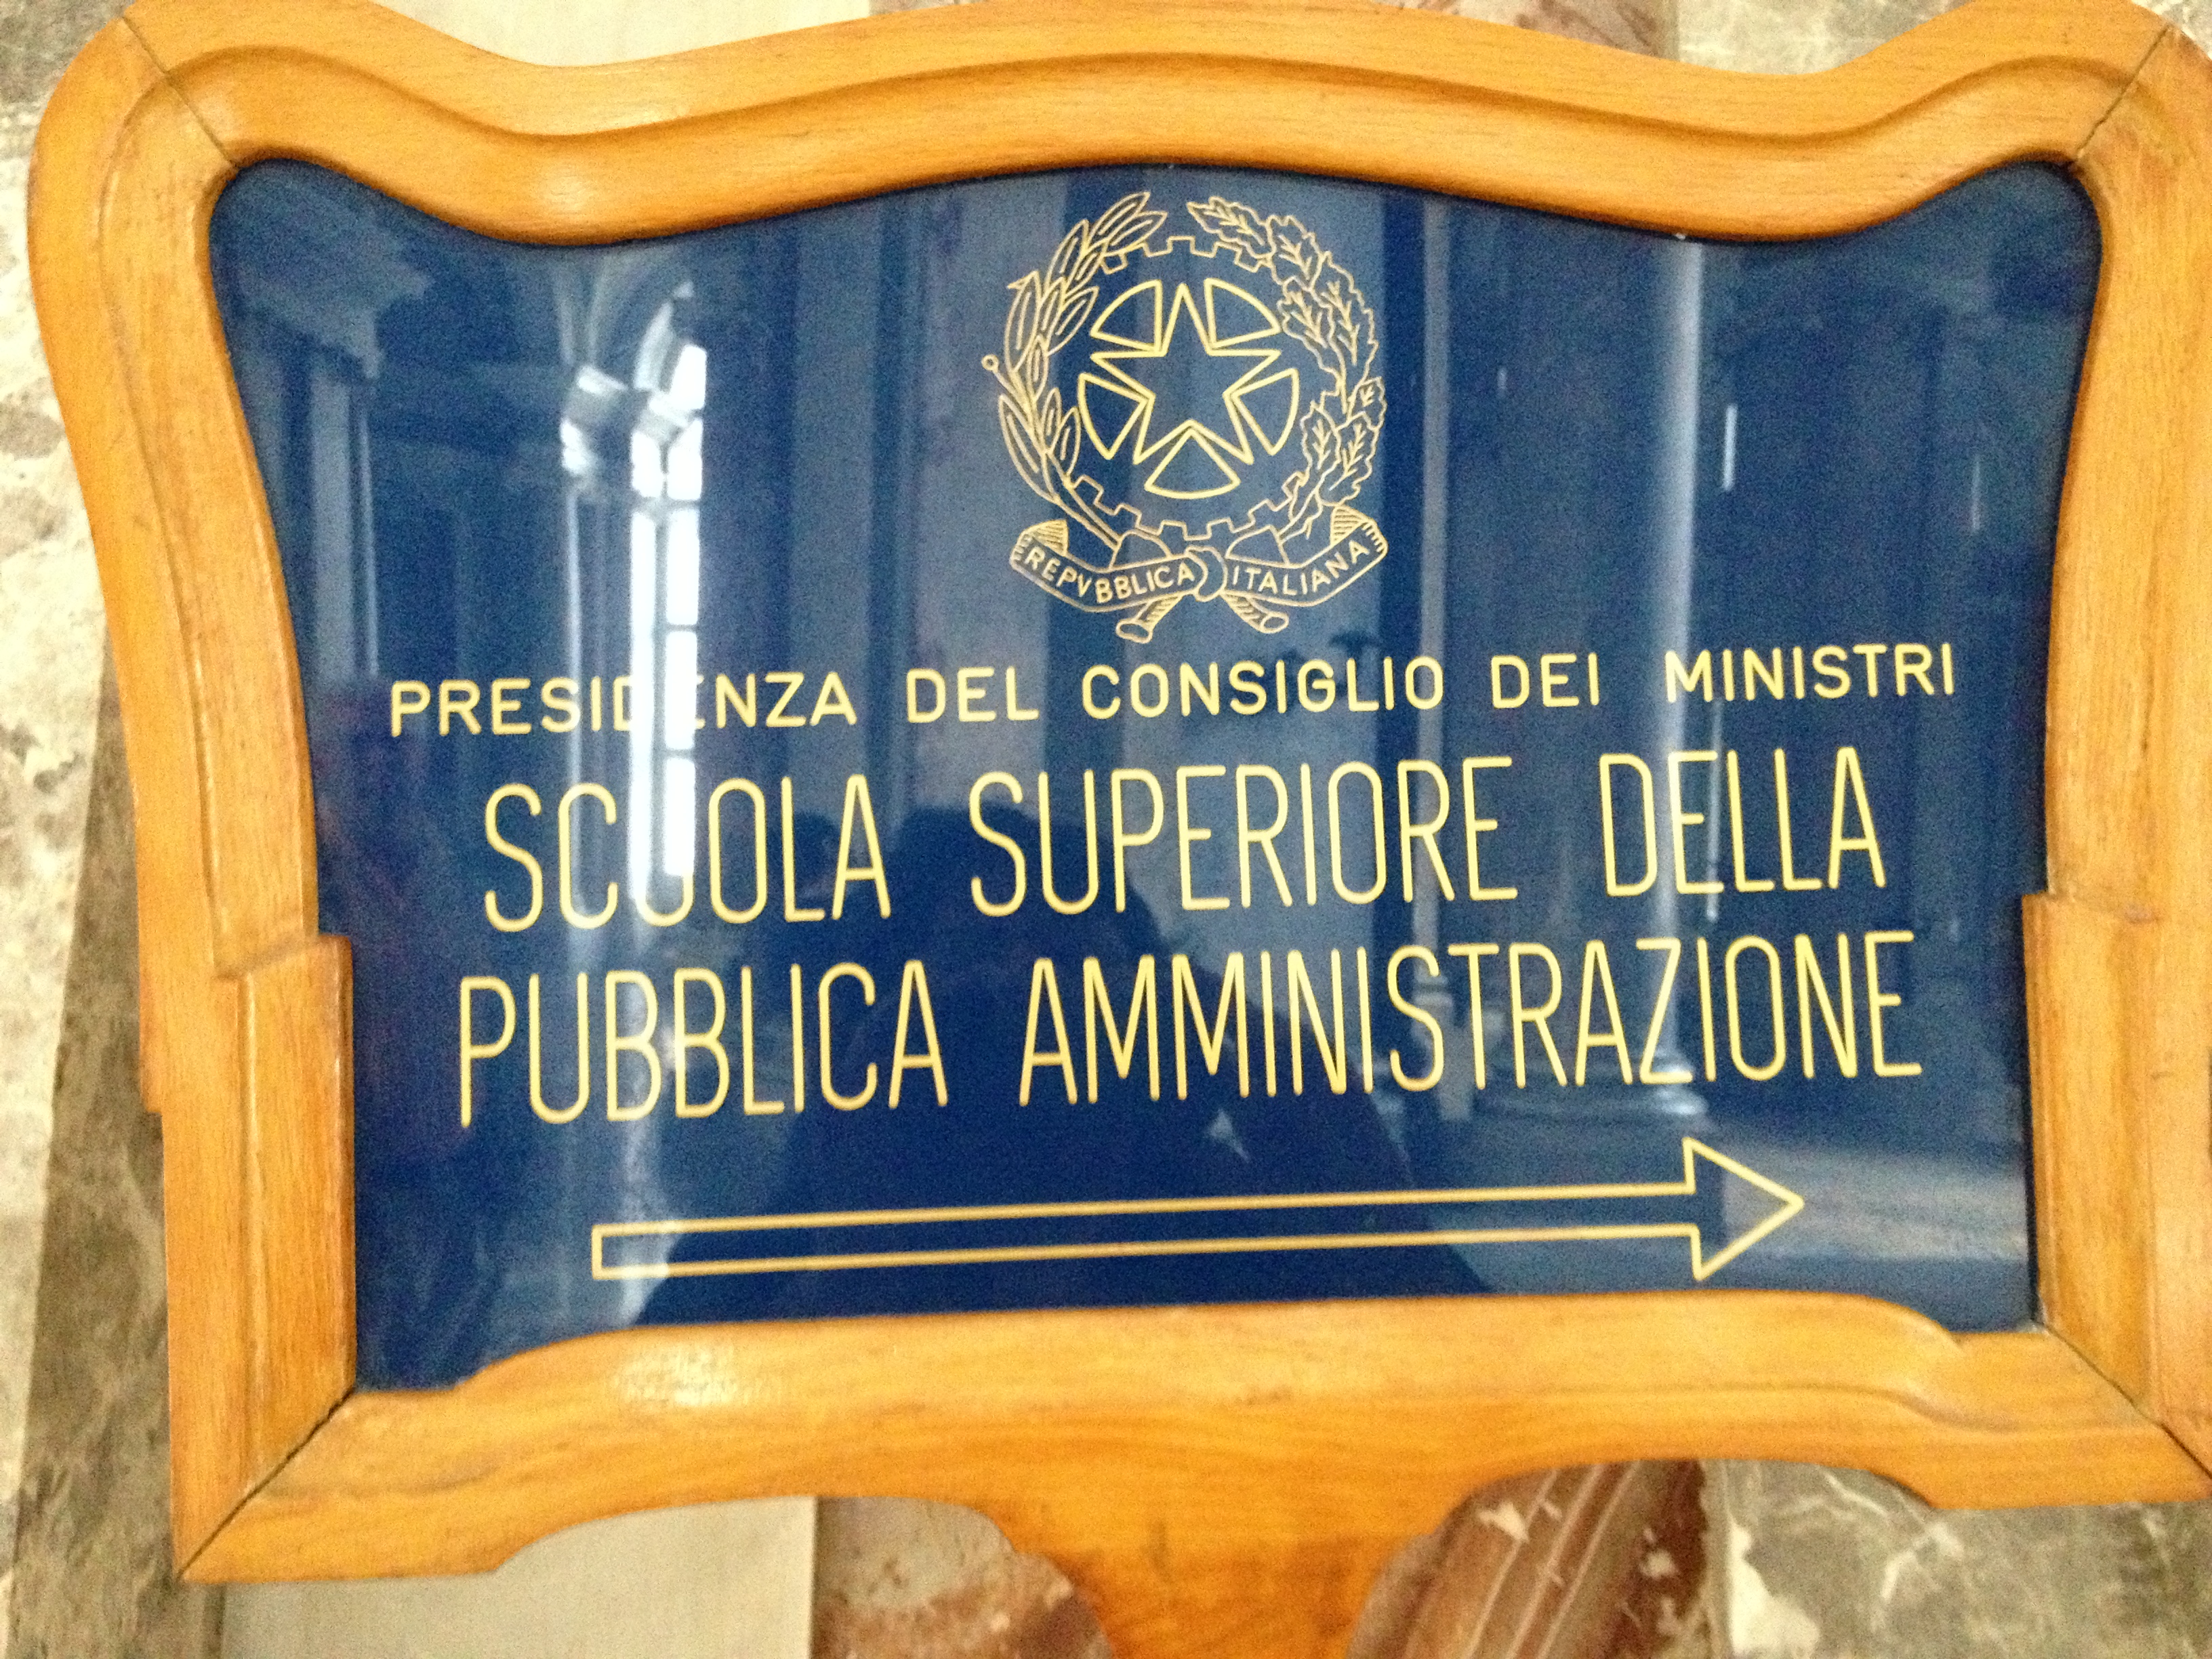 REPVBBLICA ITALIANA
PRESIDENZA DEL CONSIGLIO DEI MINISTRI
SCUOLA SUPERIORE DELLA
PUBBLICA AMMINISTRAZIONE